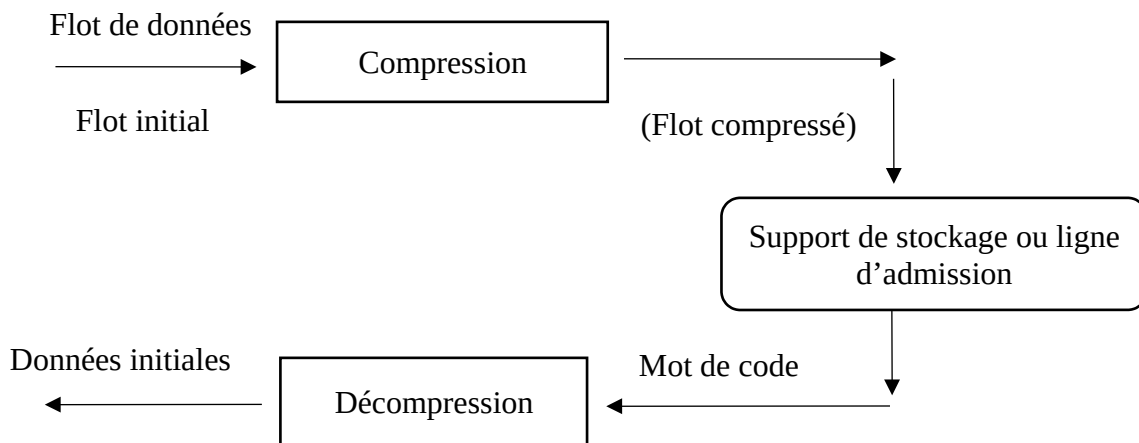 Flot de données
Compression
Flot initial
(Flot compressé)
Support de stockage ou ligne
d’admission
Données initiales
Mot de code
Décompression